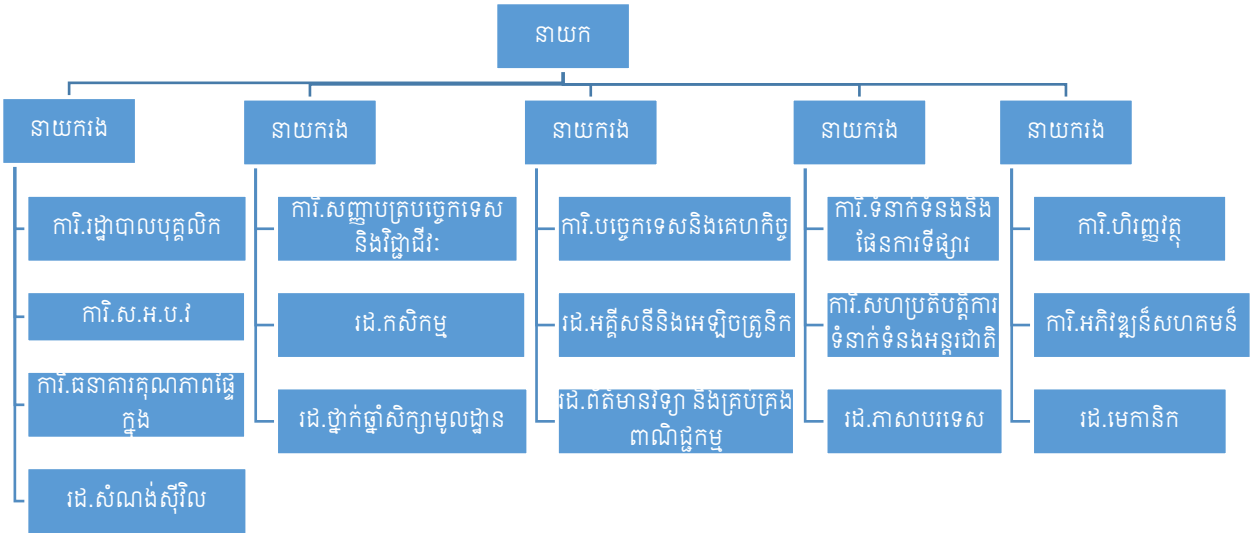 នាយក
នាយករង
នាយករង
នាយករង
នាយករង
នាយករង
ការិ.រដ្ឋាបាលបុគ្គលិក
ការិ.ស.អ.ប.វ
ការិ.ធនាគារគុណភាពផ្ទៃ
ក្នុង
រដ.សំណង់ស៊ីវិល
ការិ.សញ្ញាបត្របច្ចេកទេស
និងវិជ្ជាជីវៈ
រដ.កសិកម្ម
រដ.ថ្នាក់ឆ្នាំសិក្សាមូលដ្ឋាន
ការិ.បច្ចេកទេសនិងគេហកិច្ច
រដ.អគ្គីសនីនិងអេឡិចត្រូនិក
រដ.ព័ត៌មានវិទ្យា និងគ្រប់គ្រង
ពាណិជ្ជកម្ម
ការិ.ទំនាក់ទំនងនិង
ផែនការទីផ្សារ
ការិ.សហប្រតិបត្តិការ
ទំនាក់ទំនងអន្តរជាតិ
រដ.ភាសាបរទេស
ការិ.ហិរញ្ញវត្ថុ
ការិ.អភិវឌ្ឍន៏សហគមន៏
រដ.មេកានិក